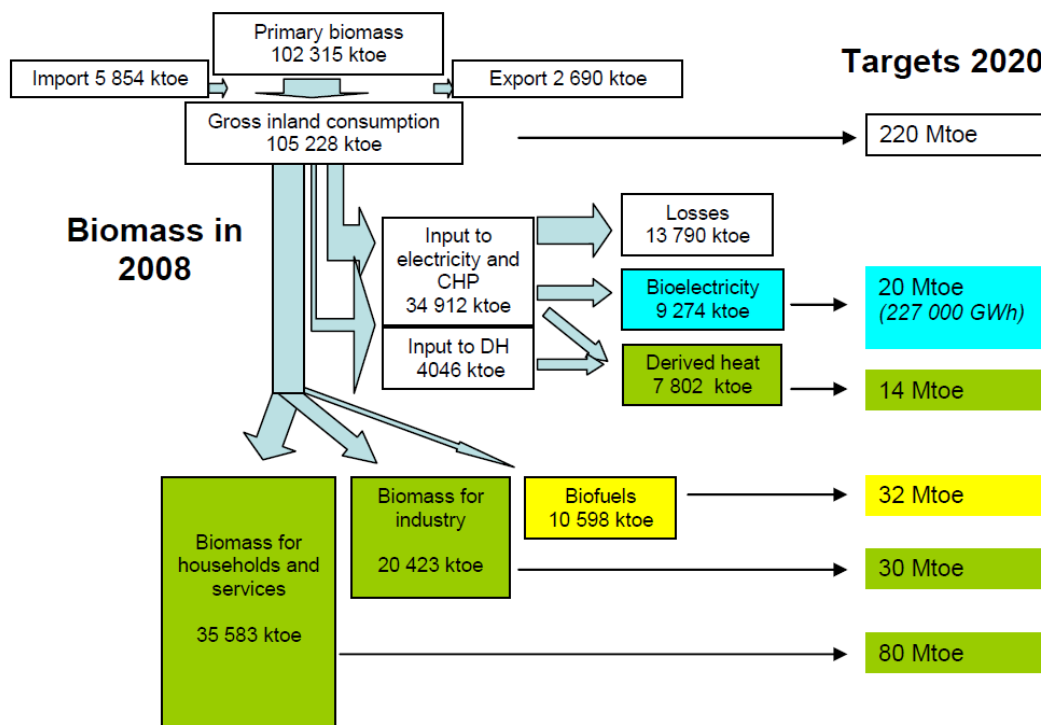 Primary biomass
102 315 ktoe
Targets 2020
Import 5 854 ktoe
Export 2 690 ktoe
Gross inland consumption
105 228 ktoe
220 Mtoe
Biomass in
2008
Losses
13 790 ktoe
Input to
electricity and
CHP
34 912 ktoe
Bioelectricity
9 274 ktoe
20 Mtoe
(227 000 GWh)
Input to DH
4046 ktoe
Derived heat
7 802 ktoe
14 Mtoe
Biomass for
households and
services
35 583 ktoe
Biomass for
industry
20 423 ktoe
Biofuels
10 598 ktoe
32 Mtoe
30 Mtoe
80 Mtoe